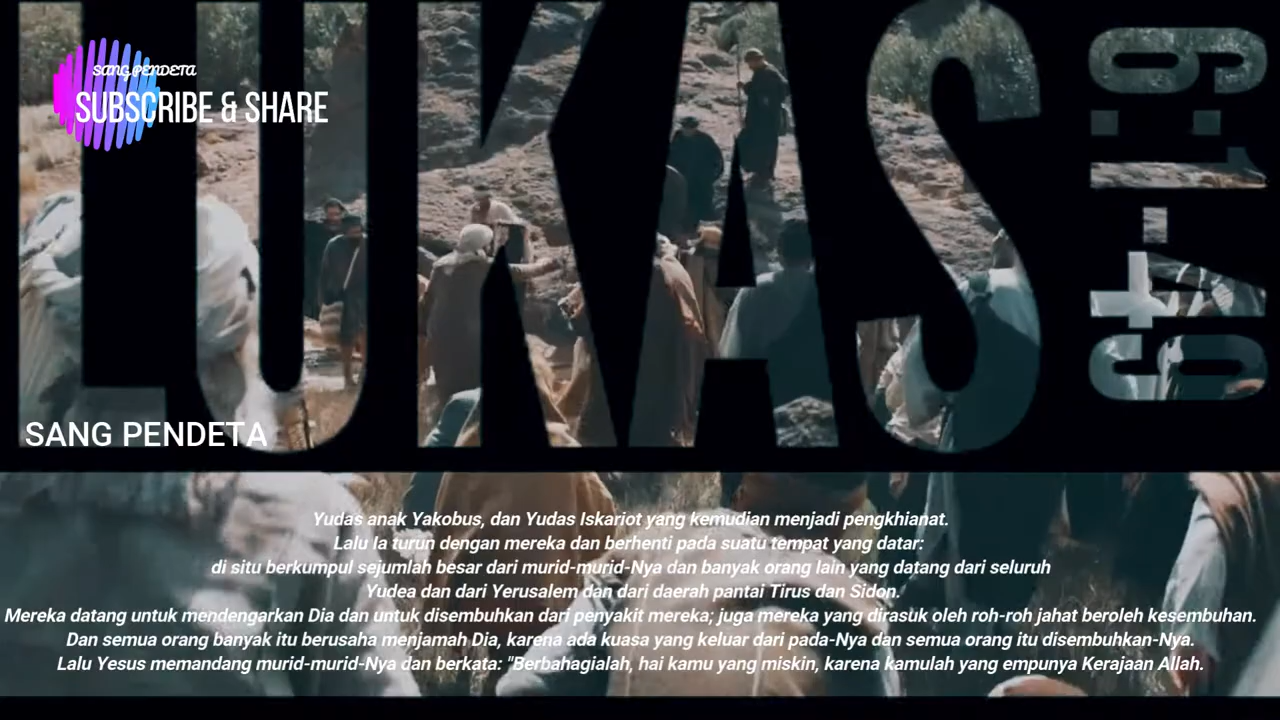 LUKAS
6:1-49
SANG PENDETA
SUBSCRIBE & SHARE
SANG PENDETA
Yudas anak Yakobus, dan Yudas Iskariot yang kemudian menjadi pengkhianat.
Lalu Ia turun dengan mereka dan berhenti pada suatu tempat yang datar:
di situ berkumpul sejumlah besar dari murid-murid-Nya dan banyak orang lain yang datang dari seluruh
Yudea dan dari Yerusalem dan dari daerah pantai Tirus dan Sidon.
Mereka datang untuk mendengarkan Dia dan untuk disembuhkan dari penyakit mereka; juga mereka yang dirasuk oleh roh-roh jahat beroleh kesembuhan.
Dan semua orang banyak itu berusaha menjamah Dia, karena ada kuasa yang keluar dari pada-Nya dan semua orang itu disembuhkan-Nya.
Lalu Yesus memandang murid-murid-Nya dan berkata: "Berbahagialah, hai kamu yang miskin, karena kamulah yang empunya Kerajaan Allah.